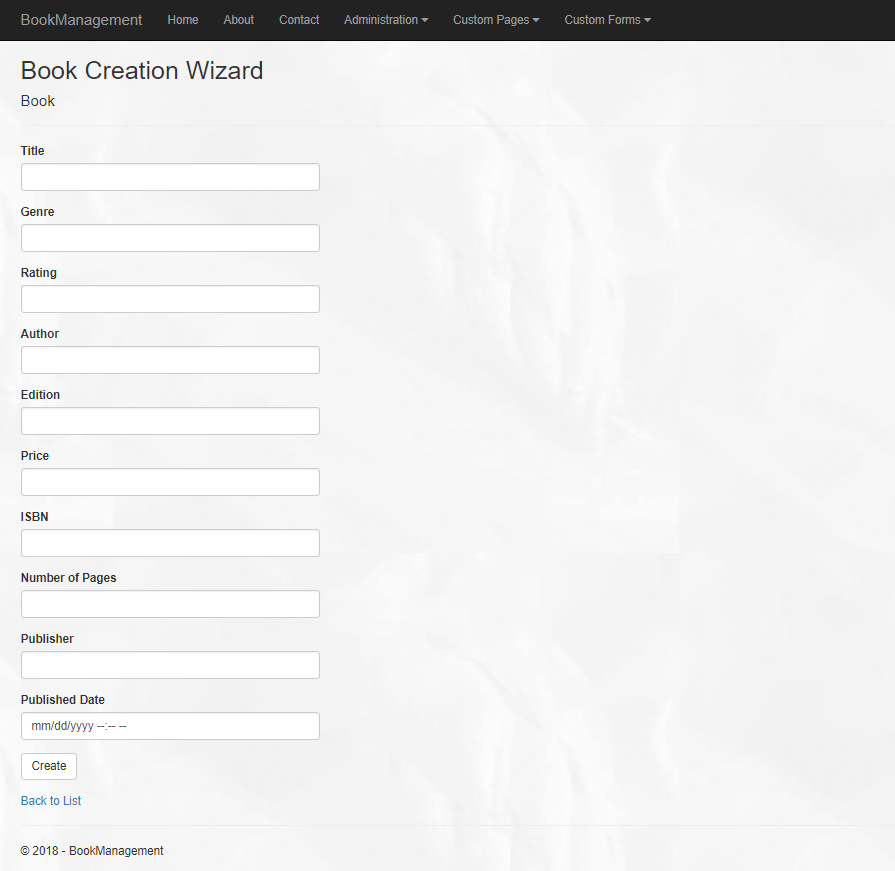 BookManagement Home About Contact Administration Custom Pages Custom Forms
Book Creation Wizard
Book
Title
Genre
Rating
Author
Edition
Price
ISBN
Number of Pages
Publisher
Published Date
mm/dd/yyyy --:-- --
Create
Back to List
© 2018 - BookManagement